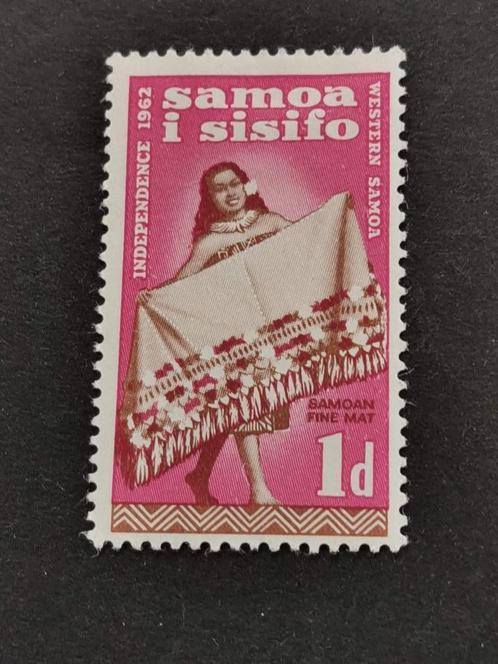 samoa
i sisifo
INDEPENDENCE 1962
WESTERN SAMOA
SAMOAN
FINE MAT
1d